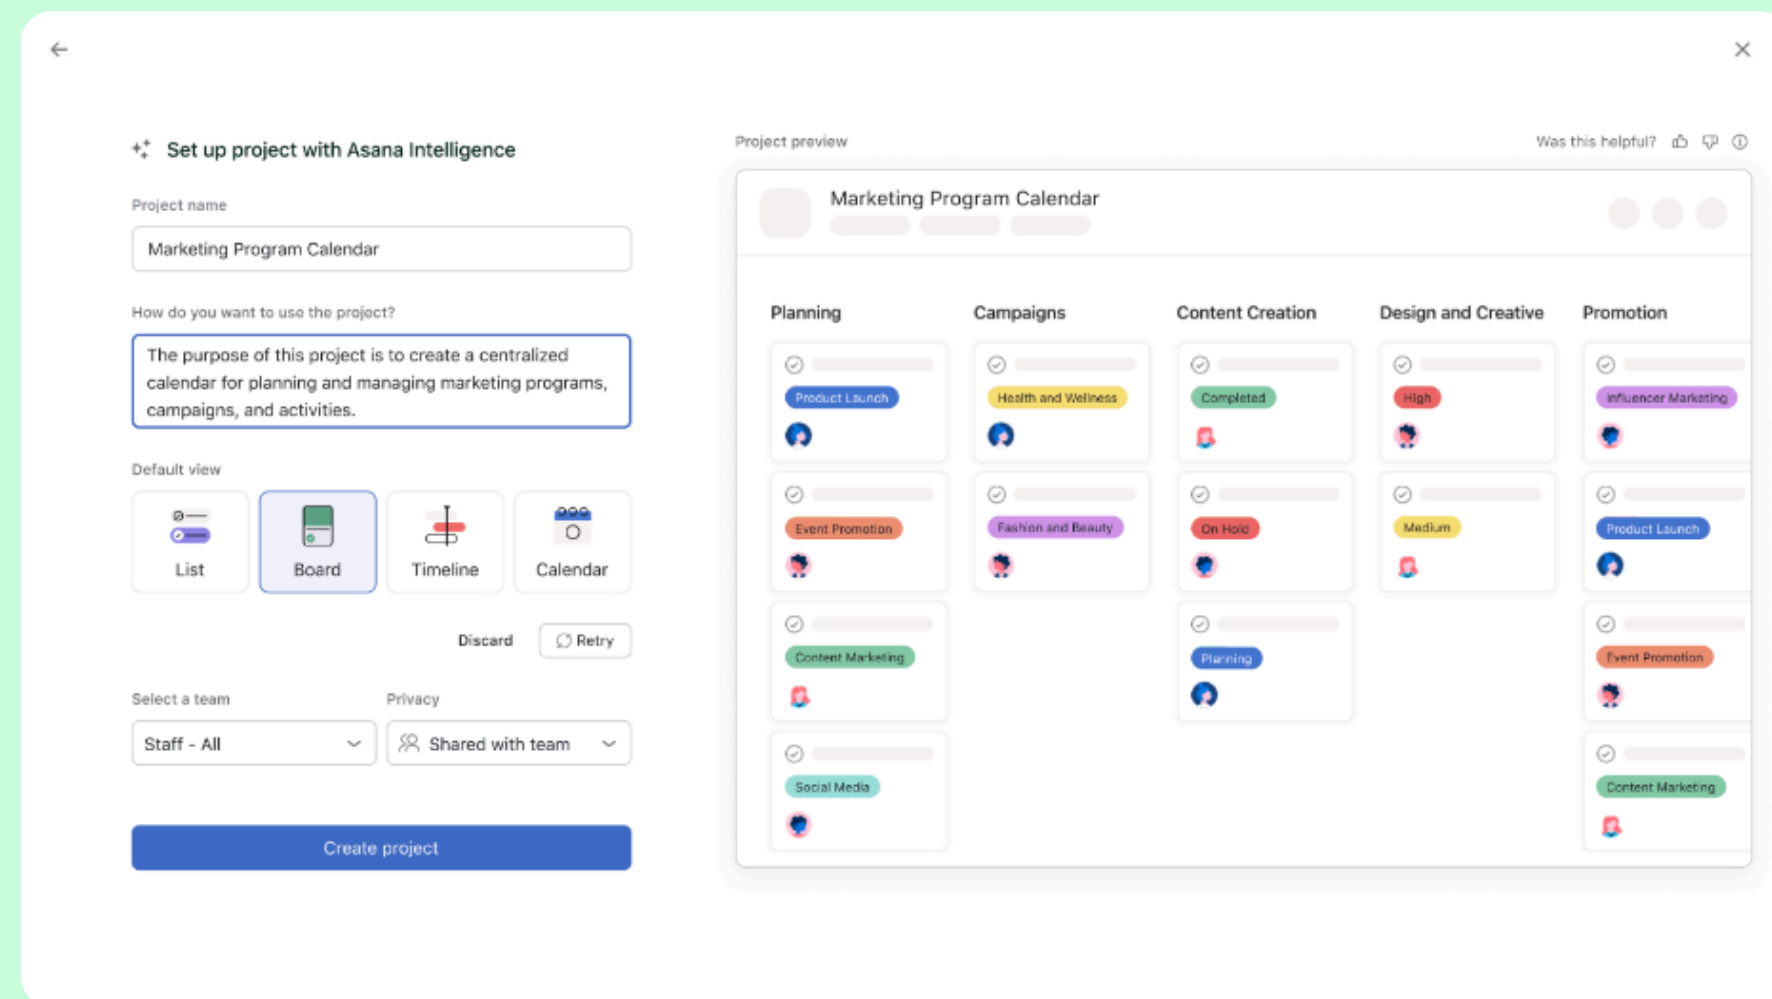 Set up project with Asana Intelligence
Project name
Marketing Program Calendar
How do you want to use the project?
The purpose of this project is to create a centralized
calendar for planning and managing marketing programs,
campaigns, and activities.
Default view
List
Board
Timeline
Calendar
Discard
Retry
Select a team
Privacy
Staff - All
Shared with team
Create project
Project preview
Was this helpful?
Marketing Program Calendar
Planning
Product Launch
Event Promotion
Content Marketing
Social Media
Campaigns
Health and Wellness
Fashion and Beauty
Content Creation
Completed
On Hold
Planning
Design and Creative
High
Medium
Promotion
Influencer Marketing
Product Launch
Event Promotion
Content Marketing